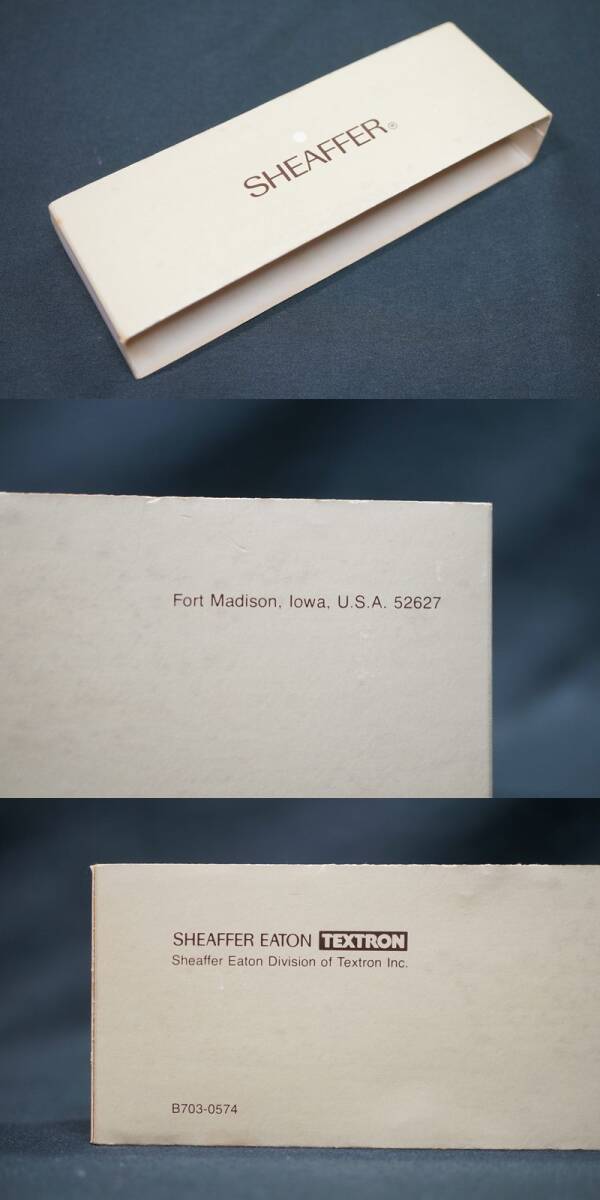 SHEAFFER®
Fort Madison, Iowa, U.S.A. 52627
SHEAFFER EATON TEXTRON
Sheaffer Eaton Division of Textron Inc.
B703-0574